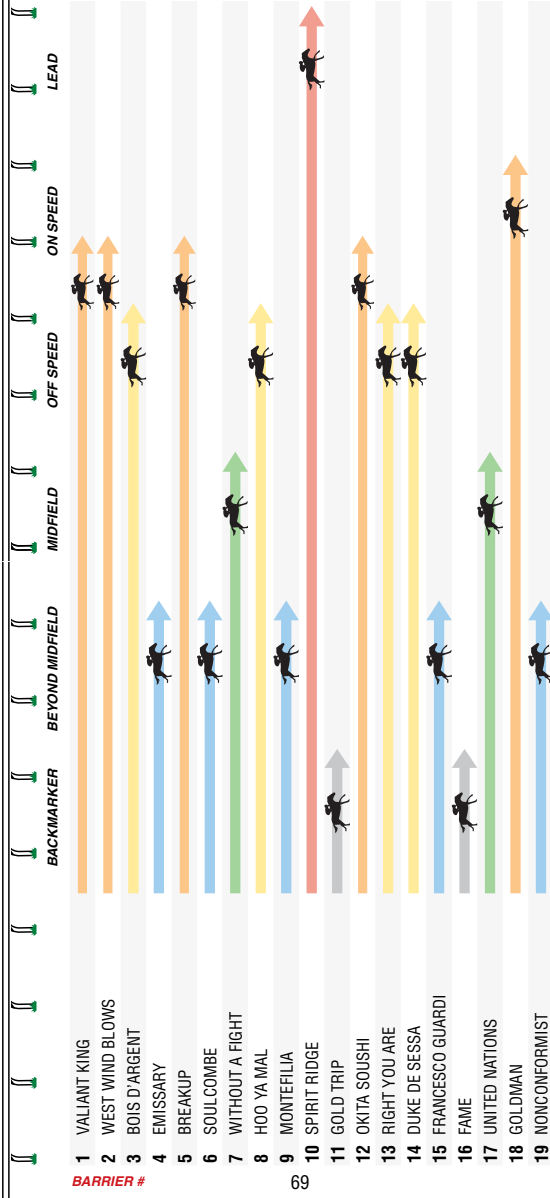 BACKMARKER BEYOND MIDFIELD MIDFIELD OFF SPEED ON SPEED LEAD
1 VALIANT KING
2 WEST WIND BLOWS
3 BOIS D'ARGENT
4 EMISSARY
5 BREAKUP
6 SOULCOMBE
7 WITHOUT A FIGHT
8 HOO YA MAL
9 MONTEFILIA
10 SPIRIT RIDGE
11 GOLD TRIP
12 OKITA SOUSHI
13 RIGHT YOU ARE
14 DUKE DE SESSA
15 FRANCESCO GUARDI
16 FAME
17 UNITED NATIONS
18 GOLDMAN
19 NONCONFORMIST
BARRIER #
69